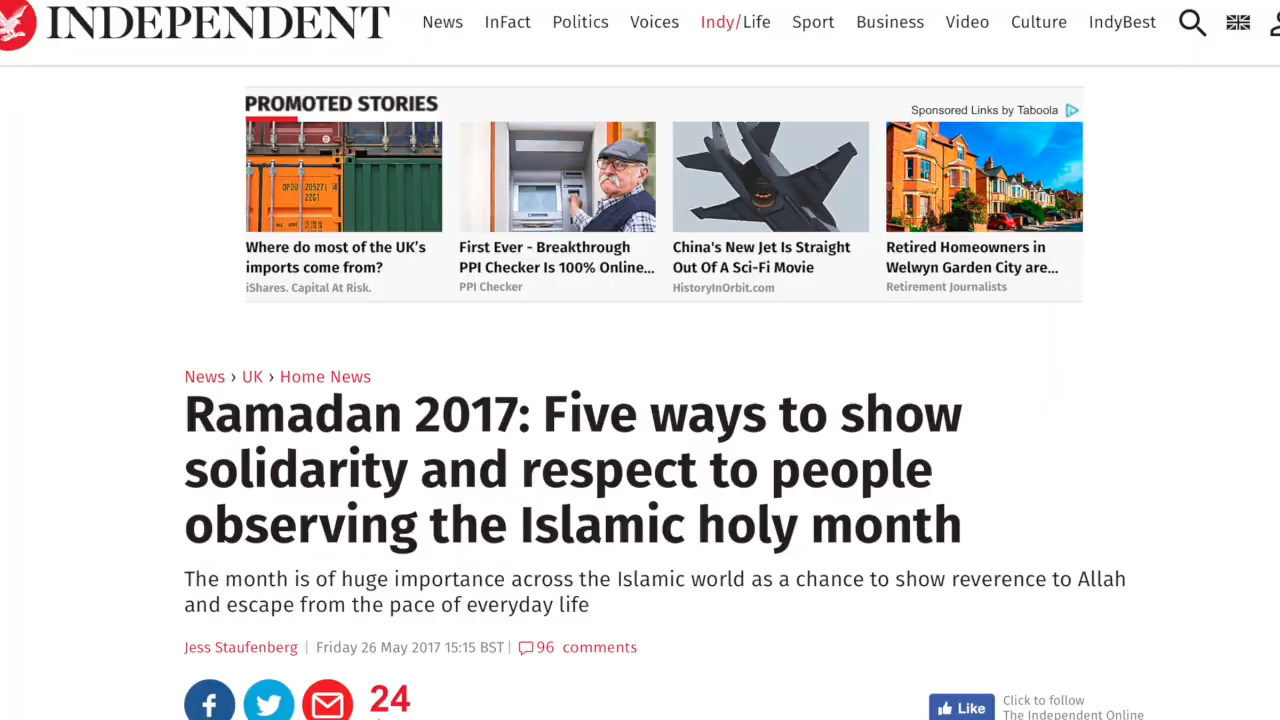 INDEPENDENT
News InFact Politics Voices Indy/Life Sport Business Video Culture IndyBest
PROMOTED STORIES
Sponsored Links by Taboola
OPDU 205271 4
22G1
Where do most of the UK's
imports come from?
iShares. Capital At Risk.
First Ever - Breakthrough
PPI Checker Is 100% Online...
PPI Checker
China's New Jet Is Straight
Out Of A Sci-Fi Movie
HistoryInOrbit.com
Retired Homeowners in
Welwyn Garden City are...
Retirement Journalists
News › UK › Home News
Ramadan 2017: Five ways to show
solidarity and respect to people
observing the Islamic holy month
The month is of huge importance across the Islamic world as a chance to show reverence to Allah
and escape from the pace of everyday life
Jess Staufenberg | Friday 26 May 2017 15:15 BST | 96 comments
24
Like
Click to follow
The Independent Online